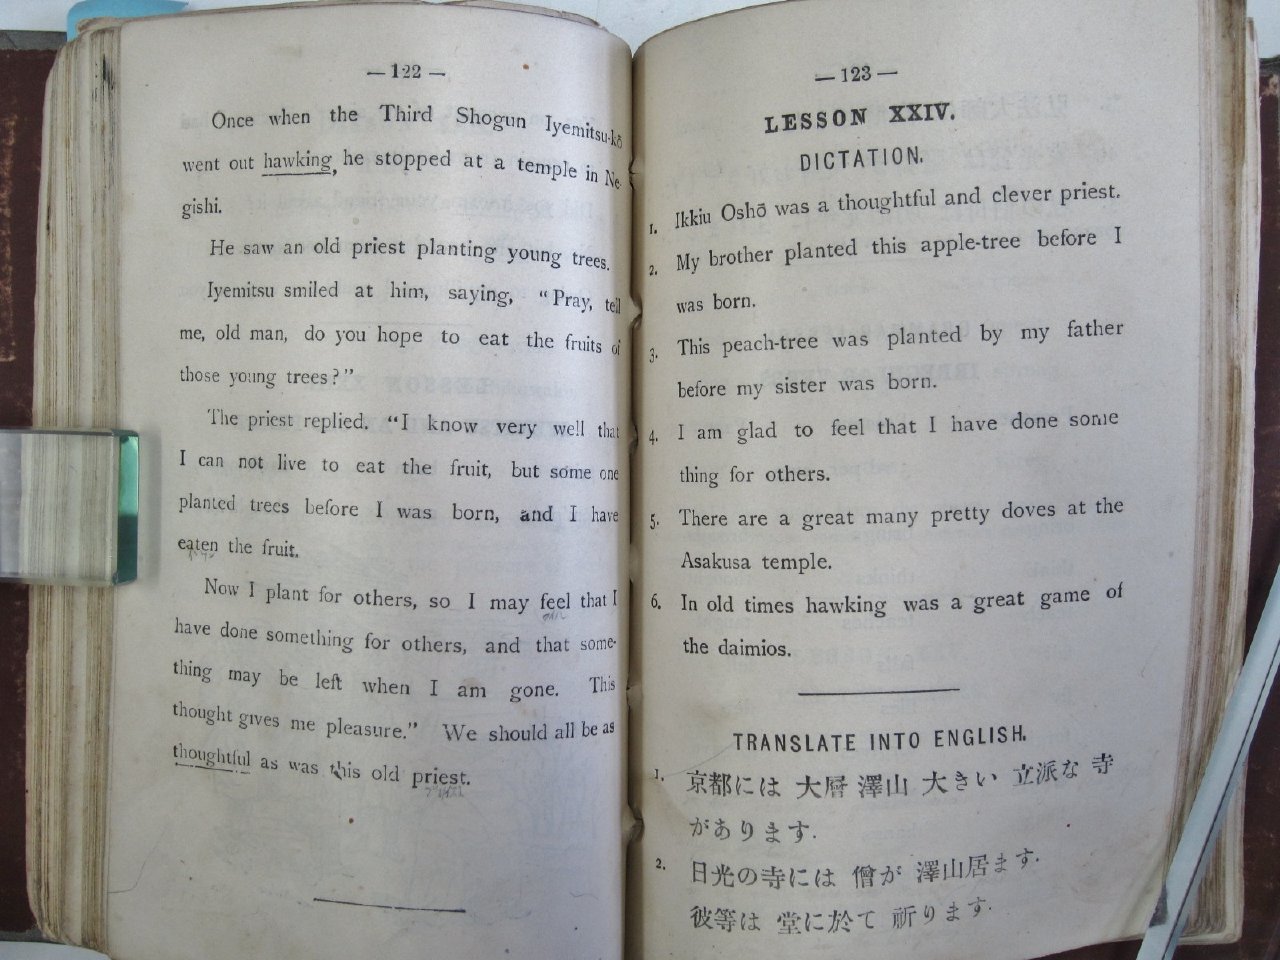 — 122 —
Once when the Third Shogun Iyemitsu-kō
went out hawking, he stopped at a temple in Ne-
gishi.
He saw an old priest planting young trees.
Iyemitsu smiled at him, saying, “Pray, tell
me, old man, do you hope to eat the fruits of
those young trees?”
The priest replied. “I know very well that
I can not live to eat the fruit, but some one
planted trees before I was born, and I have
eaten the fruit.
Now I plant for others, so I may feel that I
have done something for others, and that some-
thing may be left when I am gone. This
thought gives me pleasure.” We should all be as
thoughtful as was this old priest.
— 123 —
LESSON XXIV.
DICTATION.
1. Ikkiu Oshō was a thoughtful and clever priest.
2. My brother planted this apple-tree before I
was born.
3. This peach-tree was planted by my father
before my sister was born.
4. I am glad to feel that I have done some
thing for others.
5. There are a great many pretty doves at the
Asakusa temple.
6. In old times hawking was a great game of
the daimios.
TRANSLATE INTO ENGLISH.
1. 京都には 大層 澤山 大きい 立派な 寺
があります.
2. 日光の寺には 僧が 澤山居ます.
彼等は 堂に於て 祈ります.